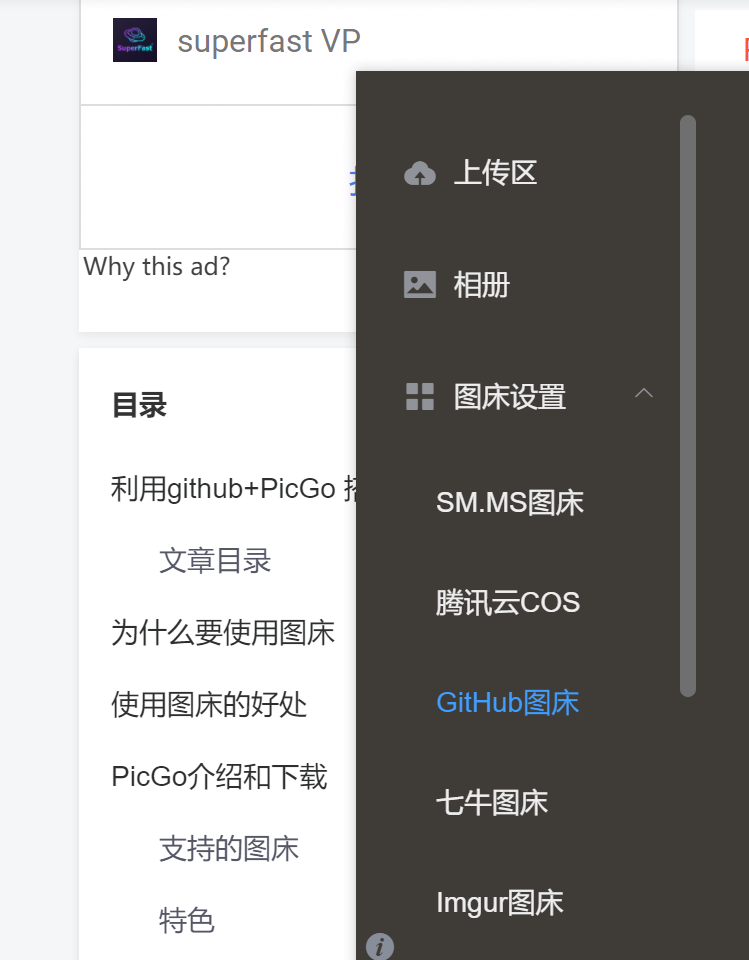 SuperFast
superfast VP
Why this ad?
目录
利用github+PicGo
文章目录
为什么要使用图床
使用图床的好处
PicGo介绍和下载
支持的图床
特色
上传区
相册
图床设置
SM.MS图床
腾讯云COS
GitHub图床
七牛图床
Imgur图床